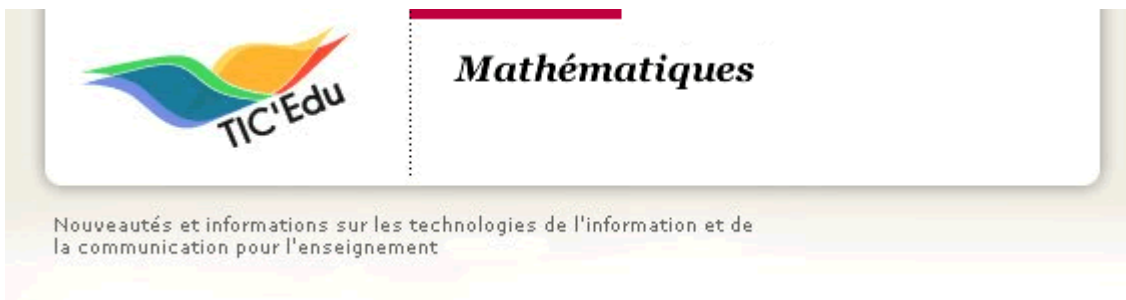 TIC'Edu
Mathématiques
Nouveautés et informations sur les technologies de l'information et de
la communication pour l'enseignement